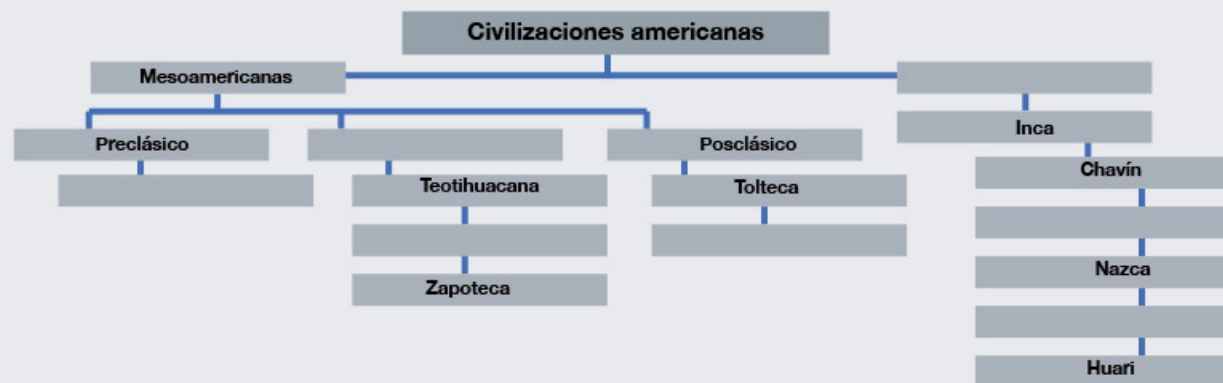 Civilizaciones americanas
Mesoamericanas
Inca
Preclásico
Posclásico
Chavín
Teotihuacana
Tolteca
Nazca
Zapoteca
Huari